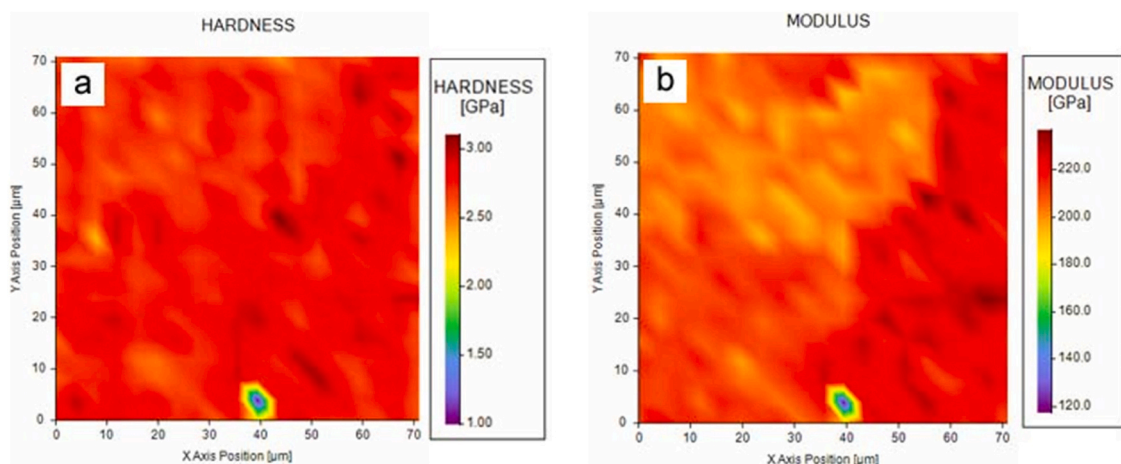 HARDNESS
a
70
60
50
40
30
20
10
0
Y Axis Position [µm]
0 10 20 30 40 50 60 70
X Axis Position [µm]
HARDNESS
[GPa]
3.00
2.50
2.00
1.50
1.00
MODULUS
b
70
60
50
40
30
20
10
0
Y Axis Position [µm]
0 10 20 30 40 50 60 70
X Axis Position [µm]
MODULUS
[GPa]
220.0
200.0
180.0
160.0
140.0
120.0